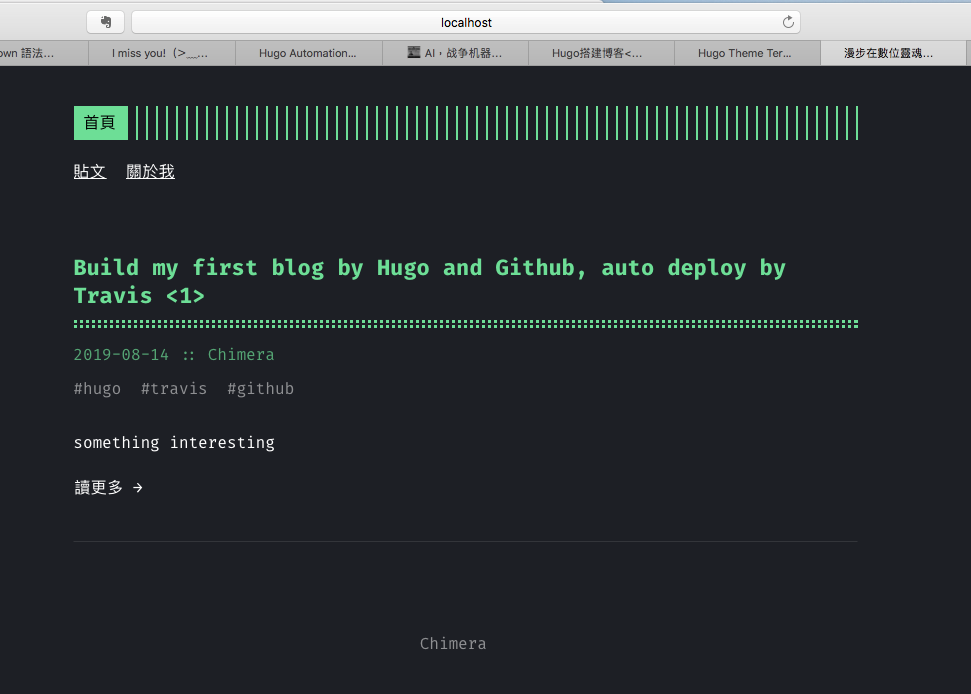 localhost
own 語法...
I miss you!（>﹏...
Hugo Automation...
AI，战争机器...
Hugo搭建博客<...
Hugo Theme Ter...
漫步在數位靈魂...
首頁
貼文 關於我
Build my first blog by Hugo and Github, auto deploy by
Travis <1>
2019-08-14 :: Chimera
#hugo #travis #github
something interesting
讀更多 →
Chimera